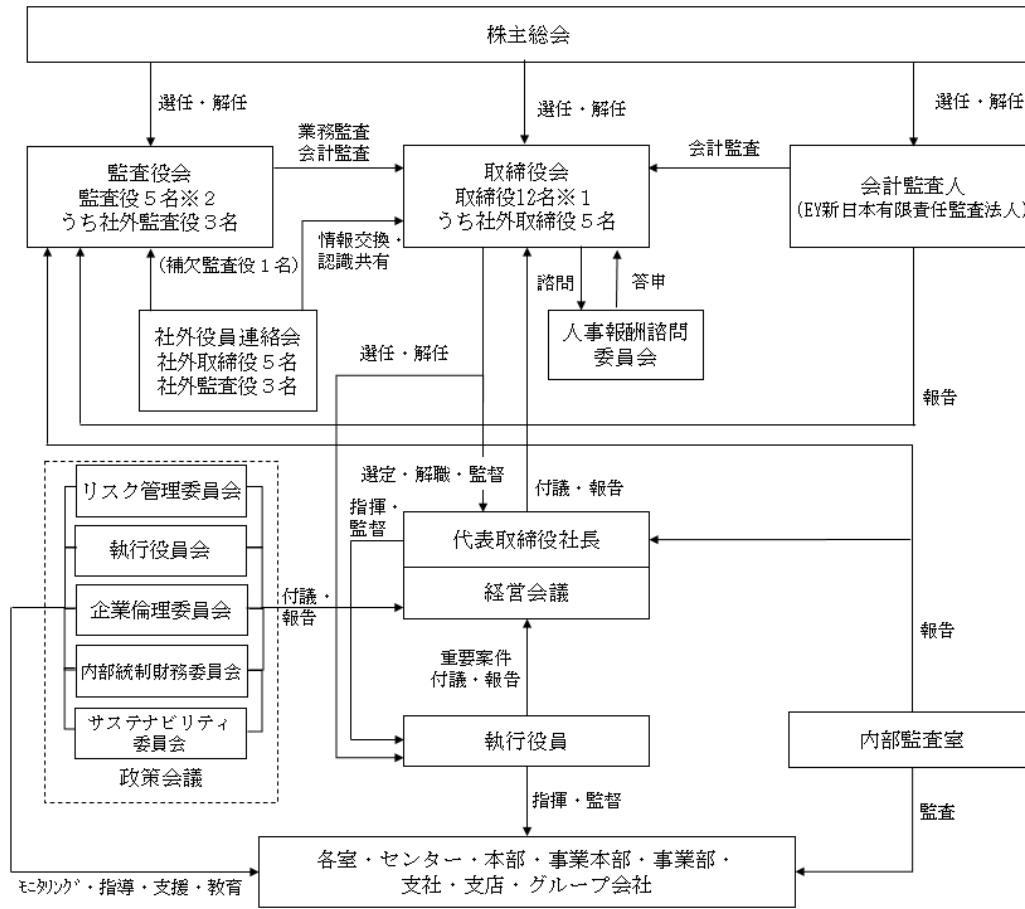 株主総会
選任・解任
選任・解任
選任・解任
業務監査
会計監査
会計監査
監査役会
監査役５名※２
うち社外監査役３名
取締役会
取締役12名※１
うち社外取締役５名
会計監査人
(EY新日本有限責任監査法人)
(補欠監査役１名)
情報交換・
認識共有
諮問
答申
社外役員連絡会
社外取締役５名
社外監査役３名
人事報酬諮問
委員会
選任・解任
報告
選定・解職・監督
付議・報告
指揮・
監督
リスク管理委員会
執行役員会
企業倫理委員会
内部統制財務委員会
サステナビリティ
委員会
政策会議
付議・
報告
代表取締役社長
経営会議
重要案件
付議・報告
報告
執行役員
内部監査室
指揮・監督
監査
各室・センター・本部・事業本部・事業部・
支社・支店・グループ会社
ﾓﾆﾀﾘﾝｸﾞ・指導・支援・教育